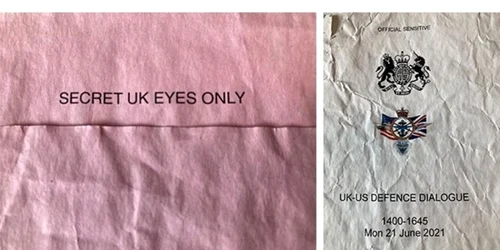 SECRET UK EYES ONLY
OFFICIAL SENSITIVE
UK-US DEFENCE DIALOGUE
1400-1645
Mon 21 June 2021